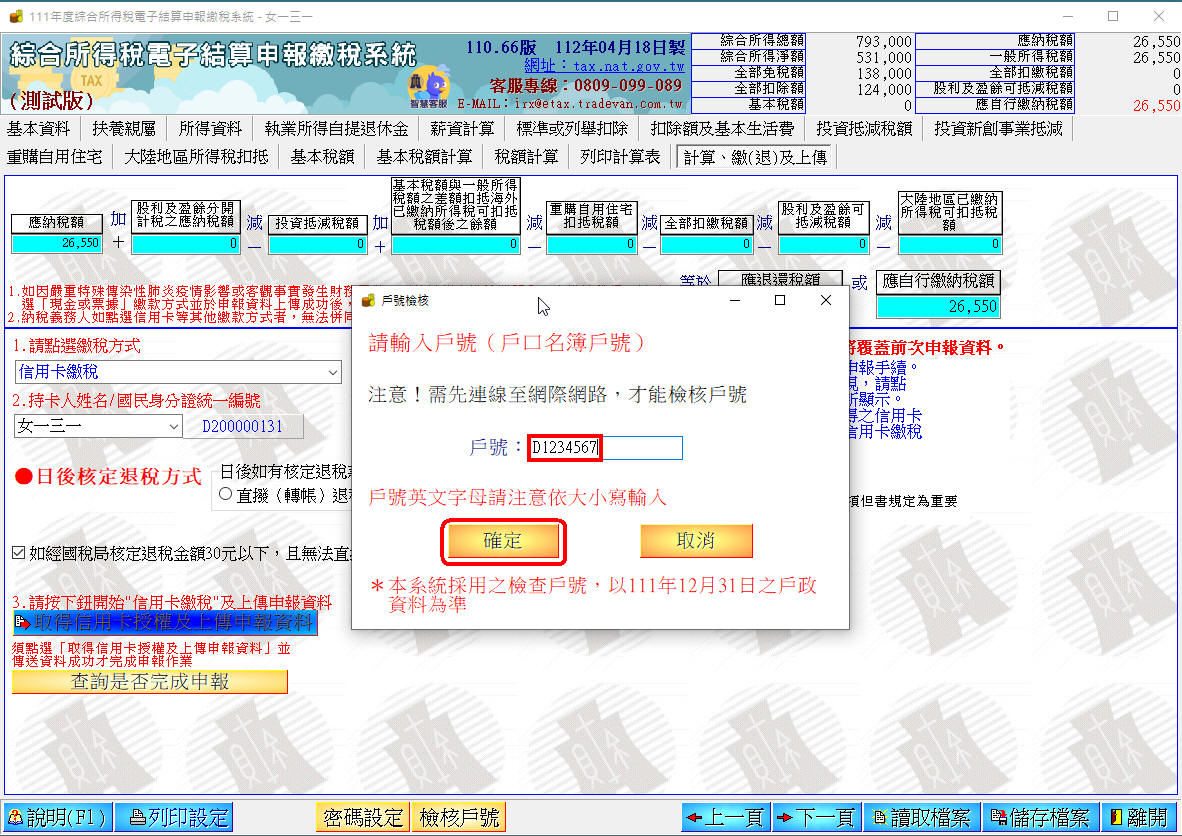 111年度綜合所得稅電子結算申報繳稅系統 - 女一三一
綜合所得稅電子結算申報繳稅系統
(測試版)
TAX
智慧客服
110.66版 112年04月18日製
網址：tax.nat.gov.tw
客服專線：0809-099-089
E-MAIL：irx@etax.tradevan.com.tw
綜合所得總額 793,000 應納稅額 26,550
綜合所得淨額 531,000 一般所得稅額 26,550
全部免稅額 138,000 全部扣繳稅額 0
全部扣除額 124,000 股利及盈餘可抵減稅額 0
基本稅額 0 應自行繳納稅額 26,550
基本資料 扶養親屬 所得資料 執業所得自提退休金 薪資計算 標準或列舉扣除 扣除額及基本生活費 投資抵減稅額 投資新創事業抵減
重購自用住宅 大陸地區所得稅扣抵 基本稅額 基本稅額計算 稅額計算 列印計算表 計算、繳(退)及上傳
應納稅額
26,550
加
＋
股利及盈餘分開
計稅之應納稅額
0
減
－
投資抵減稅額
0
加
＋
基本稅額與一般所得
稅額之差額扣抵海外
已繳納所得稅可扣抵
稅額後之餘額
0
減
－
重購自用住宅
扣抵稅額
0
減
－
全部扣繳稅額
0
減
－
股利及盈餘可
抵減稅額
0
減
－
大陸地區已繳納
所得稅可扣抵稅
額
0
等於 應退還稅額 或 應自行繳納稅額
26,550
1.如因嚴重特殊傳染性肺炎疫情影響或客觀事實發生財務
選「現金或票據」繳款方式並於申報資料上傳成功後，
2.納稅義務人如點選信用卡等其他繳款方式者，無法併同
1.請點選繳稅方式
信用卡繳稅
2.持卡人姓名/國民身分證統一編號
女一三一 D200000131
●日後核定退稅方式
日後如有核定退稅
直撥（轉帳）退
如經國稅局核定退稅金額30元以下，且無法直
3.請按下鈕開始"信用卡繳稅"及上傳申報資料
取得信用卡授權及上傳申報資料
須點選「取得信用卡授權及上傳申報資料」並
傳送資料成功才完成申報作業
查詢是否完成申報
戶號檢核
請輸入戶號（戶口名簿戶號）
注意！需先連線至網際網路，才能檢核戶號
戶號：D1234567
戶號英文字母請注意依大小寫輸入
確定 取消
＊本系統採用之檢查戶號，以111年12月31日之戶政
資料為準
覆蓋前次申報資料。
申報手續。
見，請點
所顯示。
得之信用卡
信用卡繳稅
但書規定為重要
說明(F1) 列印設定 密碼設定 檢核戶號 上一頁 下一頁 讀取檔案 儲存檔案 離開